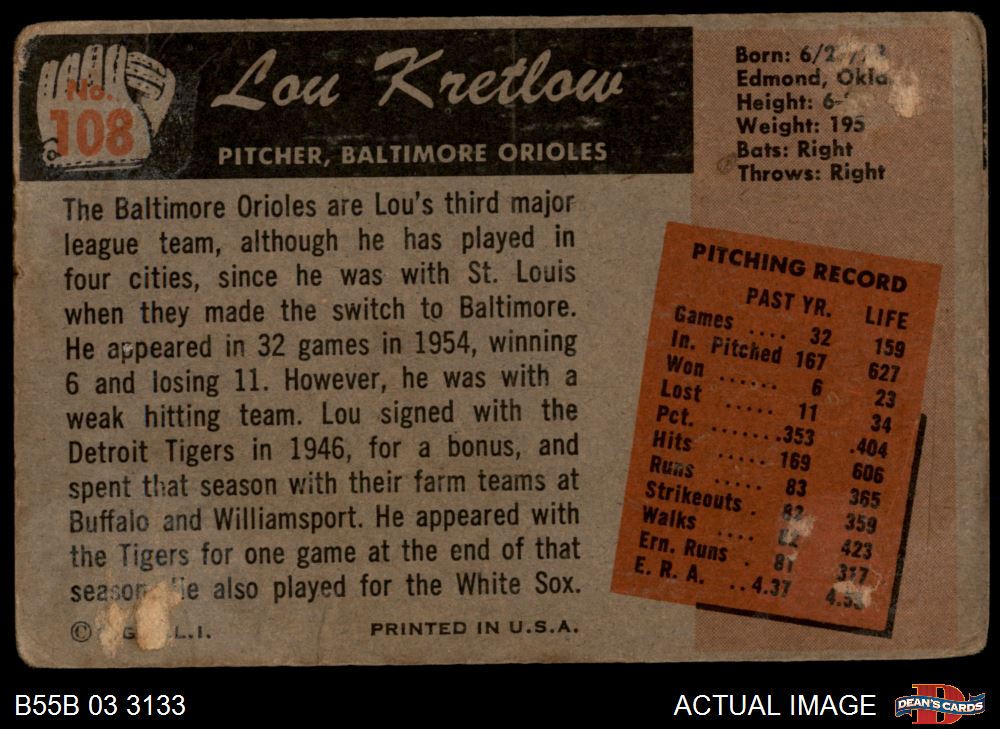 No.
108
Lou Kretlow
PITCHER, BALTIMORE ORIOLES
Born:
Edmond, Okla.
Height:
Weight: 195
Bats: Right
Throws: Right
The Baltimore Orioles are Lou's third major
league team, although he has played in
four cities, since he was with St. Louis
when they made the switch to Baltimore.
He appeared in 32 games in 1954, winning
6 and losing 11. However, he was with a
weak hitting team. Lou signed with the
Detroit Tigers in 1946, for a bonus, and
spent that season with their farm teams at
Buffalo and Williamsport. He appeared with
the Tigers for one game at the end of that
season. He also played for the White Sox.
PITCHING RECORD
PAST YR. LIFE
Games .... 32 159
In. Pitched 167 627
Won ...... 6 23
Lost ..... 11 34
Pct. .......353 .404
Hits ..... 169 606
Runs ..... 83 365
Strikeouts . 82 359
Walks .... 423
Ern. Runs . 81 317
E. R. A. ..4.37
© L.I.
PRINTED IN U.S.A.
B55B 03 3133
ACTUAL IMAGE
D
DEAN'S CARDS